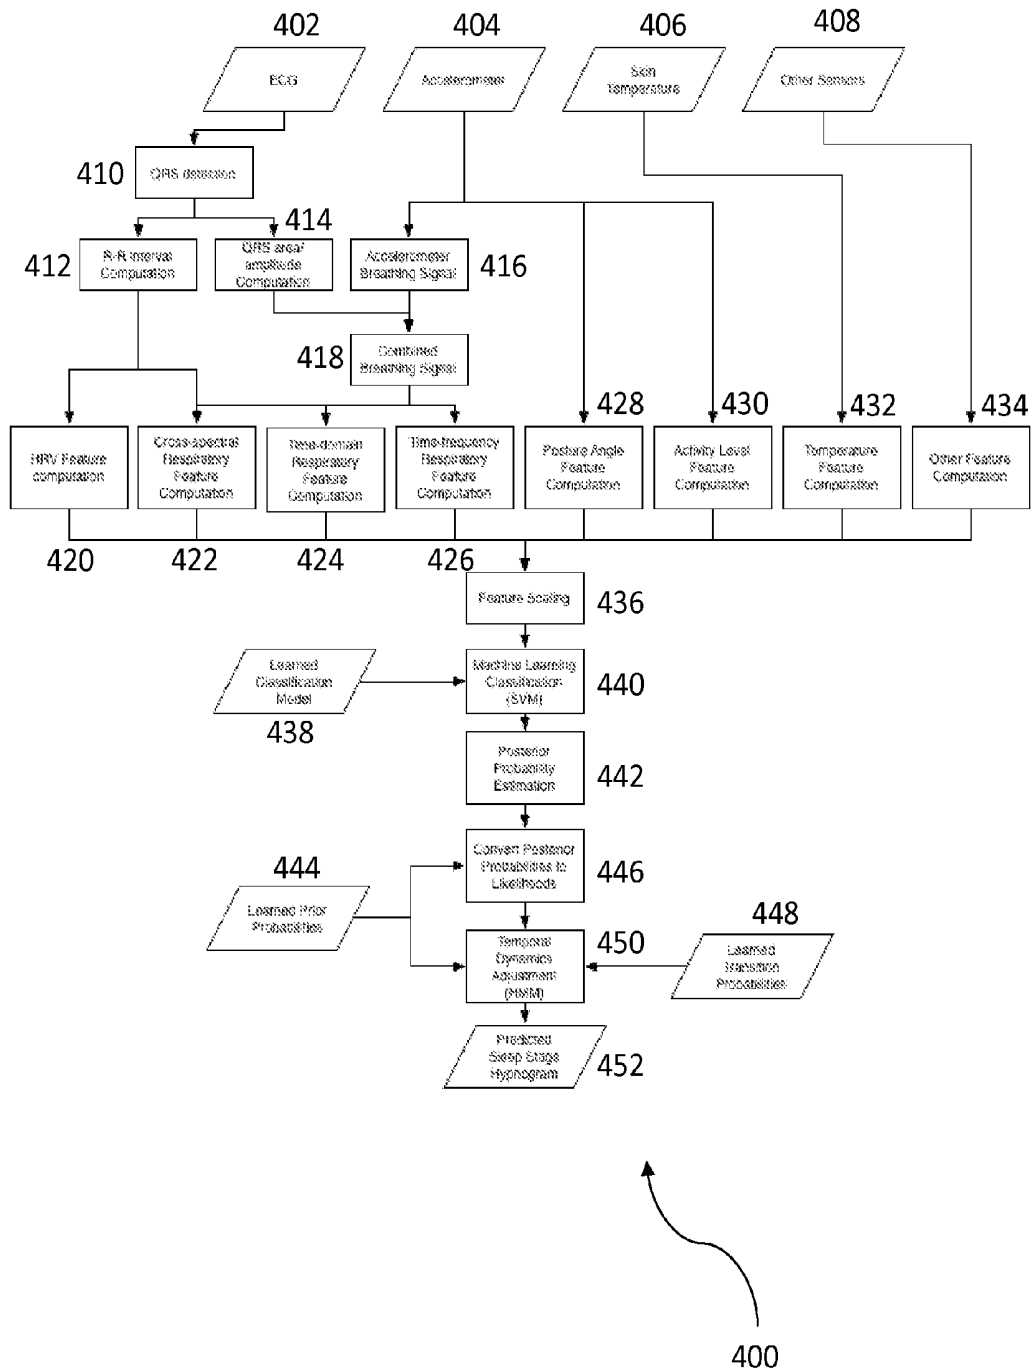 402
404
406
408
ECG
Accelerometer
Skin
Temperature
Other Sensors
410
QRS detection
414
412
R-R Interval
Computation
QRS area/
amplitude
Computation
Accelerometer
Breathing Signal
416
418
Combined
Breathing Signal
428
430
432
434
HRV Feature
computation
Cross-spectral
Respiratory
Feature
Computation
Time-domain
Respiratory
Feature
Computation
Time-frequency
Respiratory
Feature
Computation
Posture Angle
Feature
Computation
Activity Level
Feature
Computation
Temperature
Feature
Computation
Other Feature
Computation
420
422
424
426
Feature Scaling
436
Learned
Classification
Model
438
Machine Learning
Classification
(SVM)
440
Posterior
Probability
Estimation
442
444
Learned Prior
Probabilities
Convert Posterior
Probabilities to
Likelihoods
446
448
Learned
Transition
Probabilities
450
Temporal
Dynamics
Adjustment
(HMM)
Predicted
Sleep Stage
Hypnogram
452
400